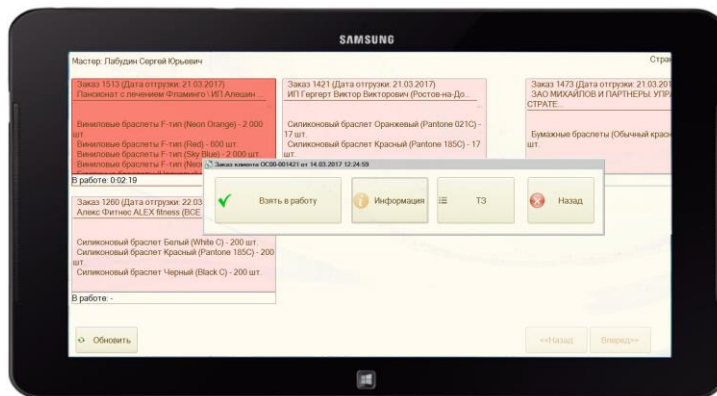 SAMSUNG
Мастер: Лабудин Сергей Юрьевич
Стран
Заказ 1513 (Дата отгрузки: 21.03.2017)
Пансионат с лечением Фламинго \ ИП Алешин ...
Виниловые браслеты F-тип (Neon Orange) - 2 000
шт.
Виниловые браслеты F-тип (Red) - 600 шт.
Виниловые браслеты F-тип (Sky Blue) - 2 000 шт.
Виниловые браслеты F-тип (Neo
В работе: 0:02:19
Заказ 1421 (Дата отгрузки: 21.03.2017)
ИП Гергерт Виктор Викторович (Ростов-на-До...
Силиконовый браслет Оранжевый (Pantone 021C) -
17 шт.
Силиконовый браслет Красный (Pantone 185C) - 17
шт.
Заказ 1473 (Дата отгрузки: 21.03.201
ЗАО МИХАЙЛОВ И ПАРТНЕРЫ. УПРА
СТРАТЕ...
Бумажные браслеты (Обычный красн
шт.
Заказ клиента ОС00-001421 от 14.03.2017 12:24:59
Взять в работу
Информация
ТЗ
Назад
Заказ 1260 (Дата отгрузки: 22.03
Алекс Фитнес ALEX fitness (ВСЕ
Силиконовый браслет Белый (White C) - 200 шт.
Силиконовый браслет Красный (Pantone 185C) - 200
шт.
Силиконовый браслет Черный (Black C) - 200 шт.
В работе: -
Обновить
<<Назад
Вперед>>